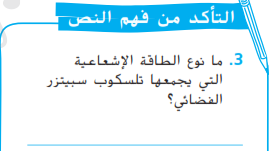 التأكد من فهم النص
3. ما نوع الطاقة الإشعاعية
التي يجمعها تلسكوب سبيتزر
الفضائي؟